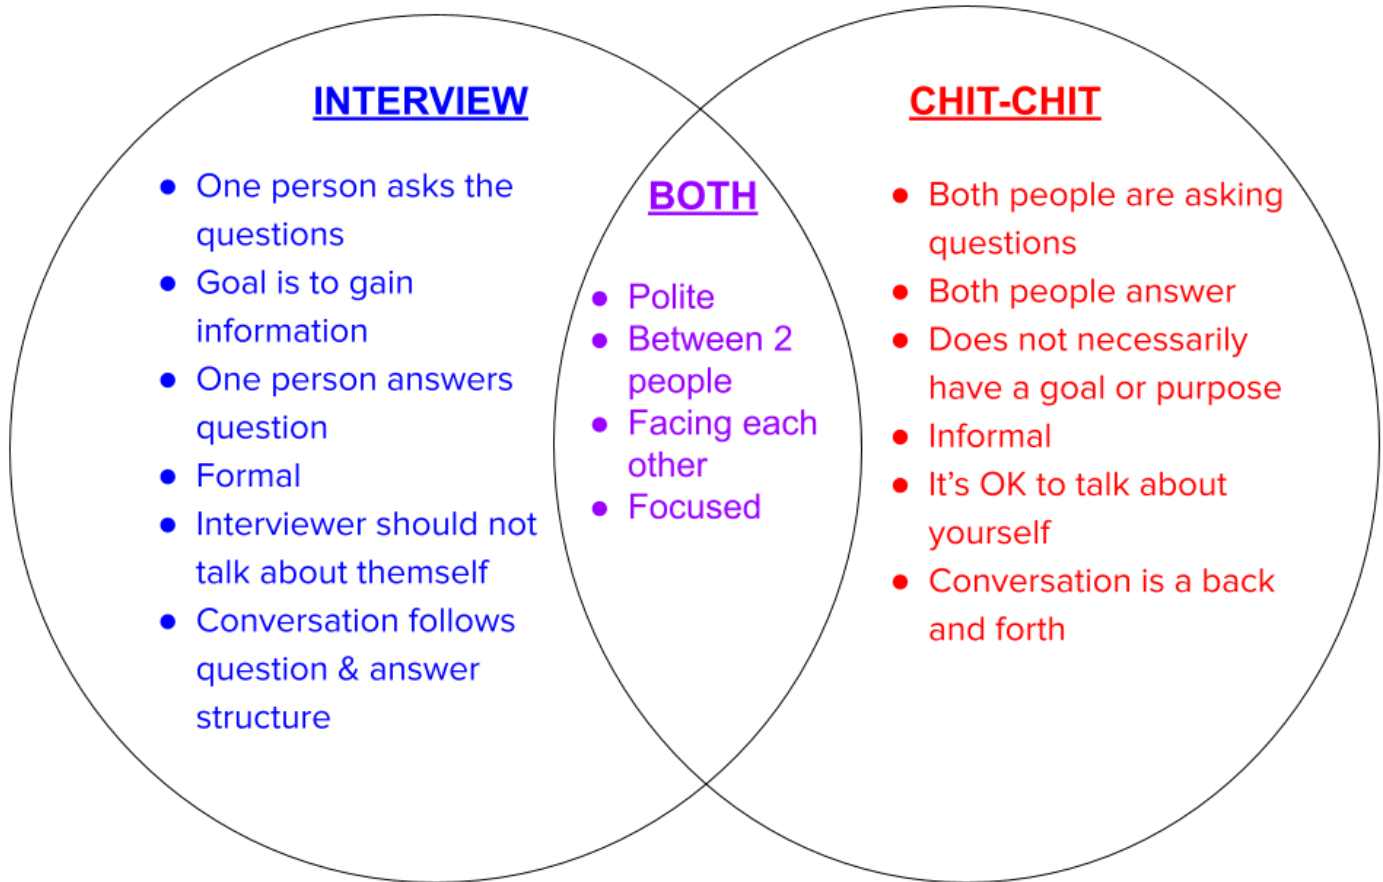 INTERVIEW
● One person asks the
questions
● Goal is to gain
information
● One person answers
question
● Formal
● Interviewer should not
talk about themself
● Conversation follows
question & answer
structure
BOTH
● Polite
● Between 2
people
● Facing each
other
● Focused
CHIT-CHIT
● Both people are asking
questions
● Both people answer
● Does not necessarily
have a goal or purpose
● Informal
● It’s OK to talk about
yourself
● Conversation is a back
and forth